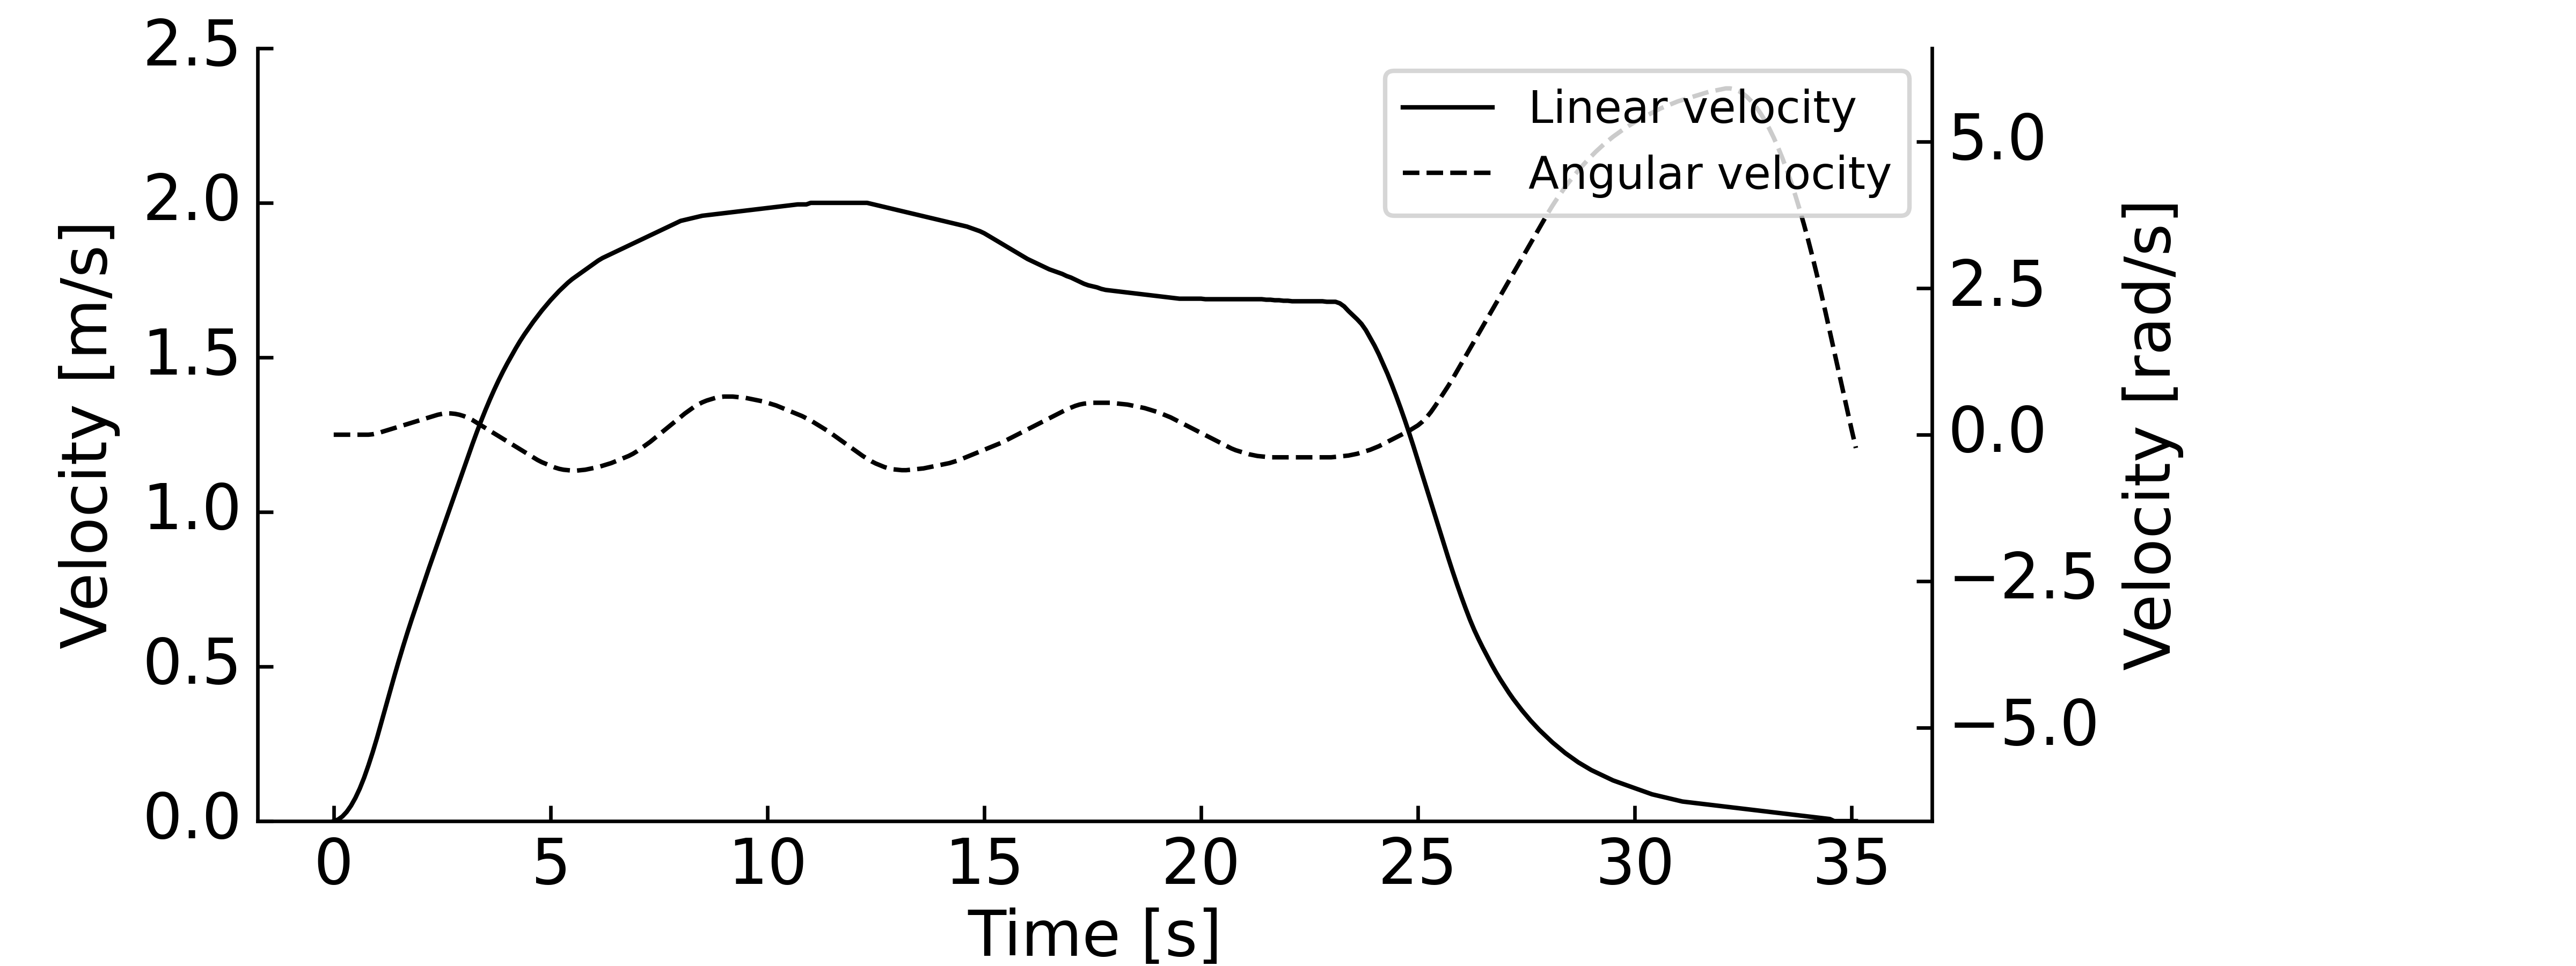 2.5
2.0
1.5
1.0
0.5
0.0
Velocity [m/s]
Linear velocity
Angular velocity
5.0
2.5
0.0
−2.5
−5.0
Velocity [rad/s]
0 5 10 15 20 25 30 35
Time [s]